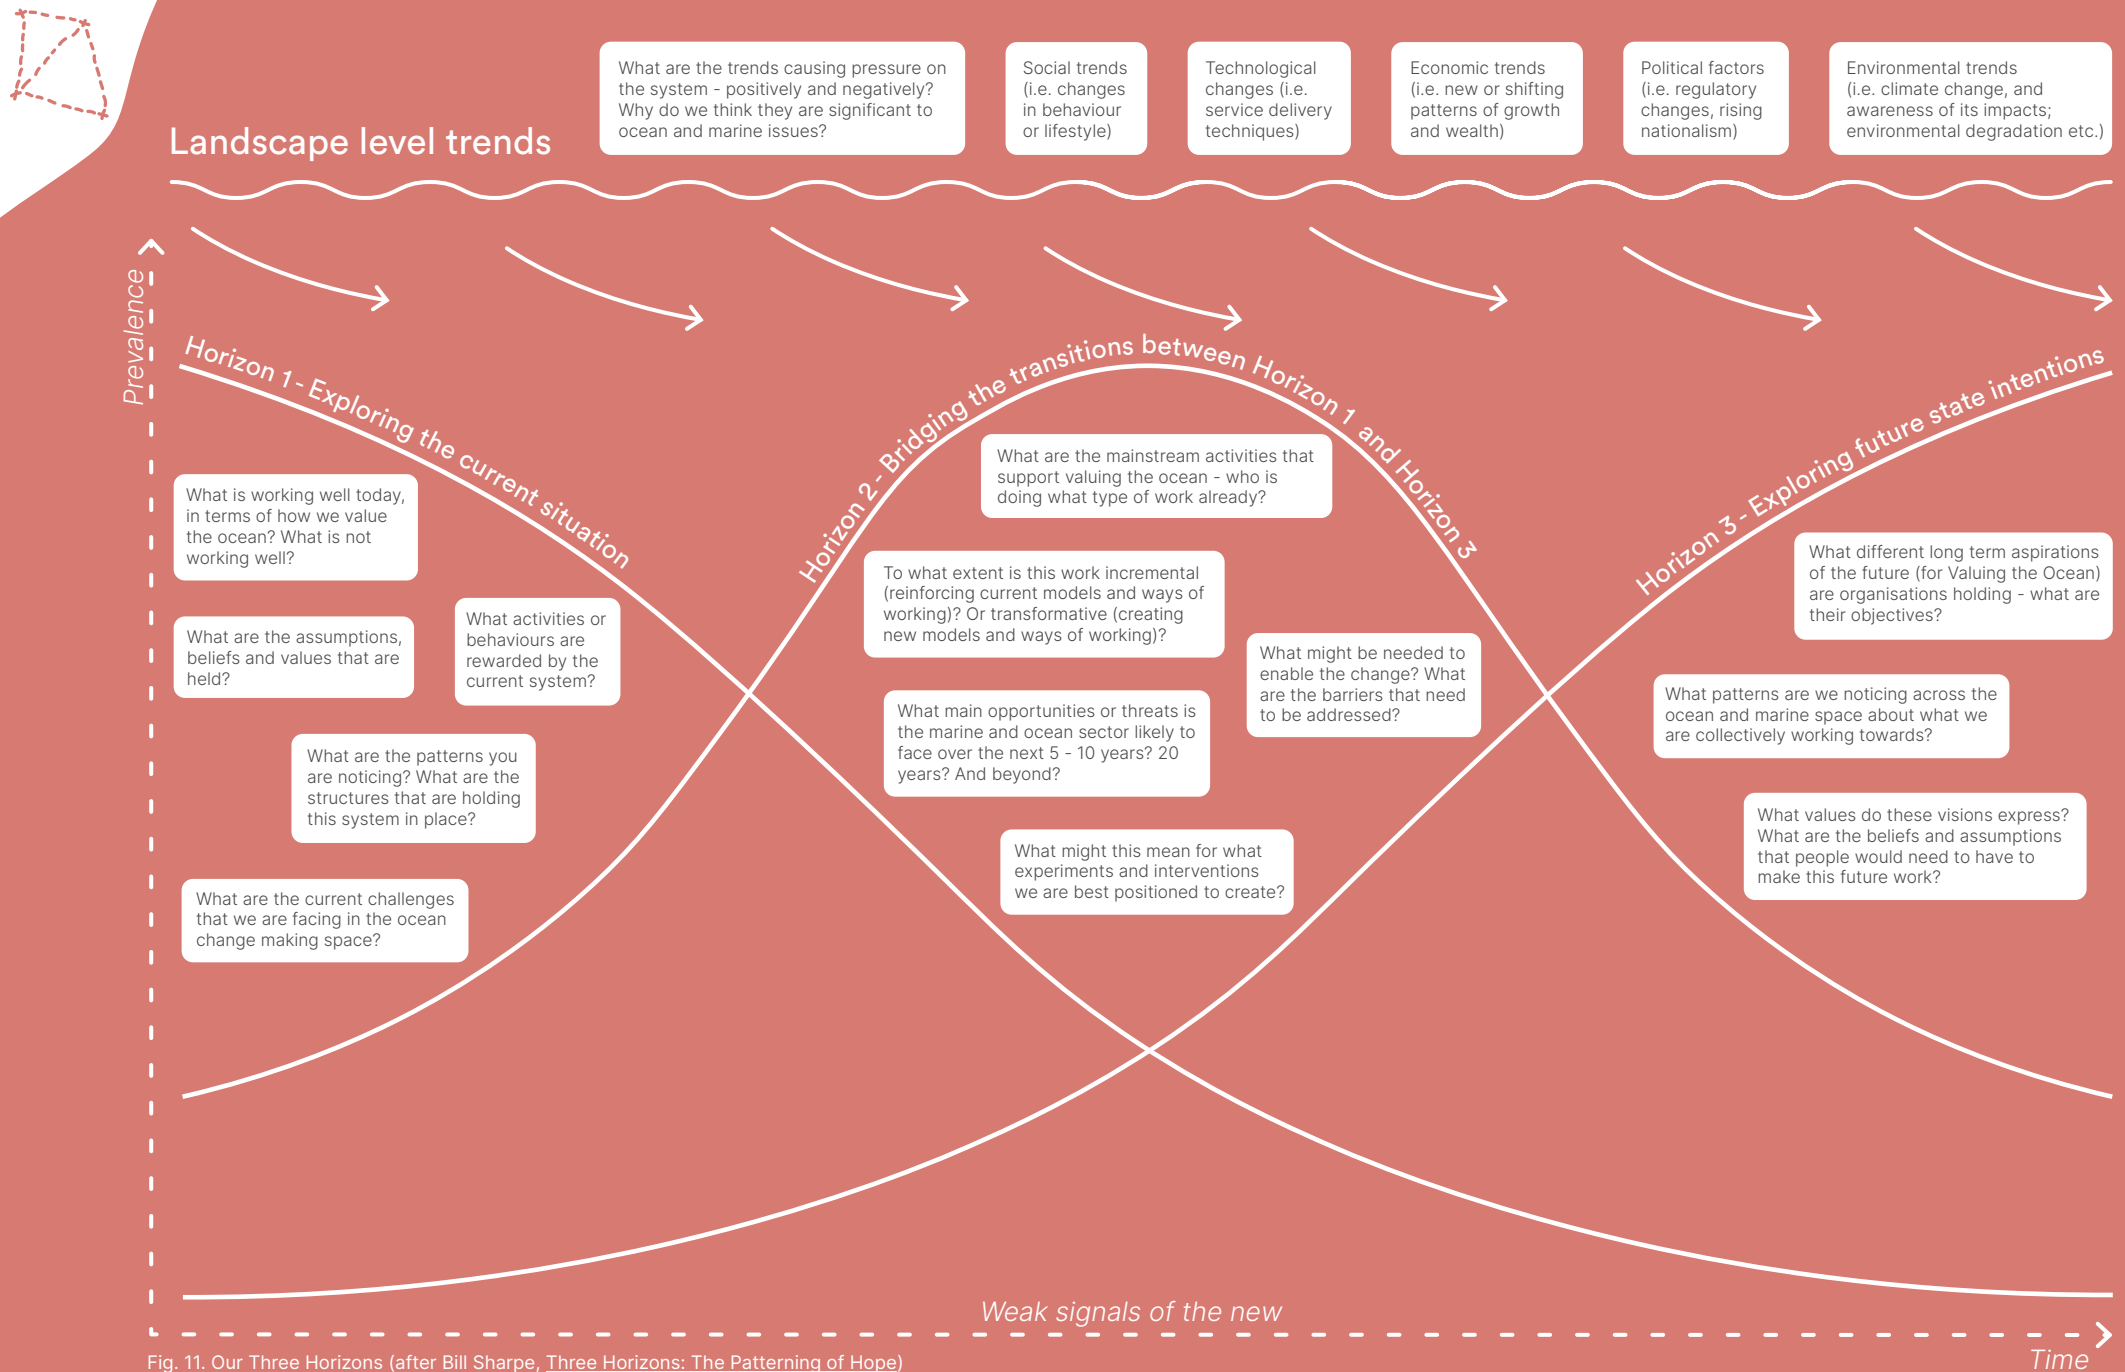 Landscape level trends
What are the trends causing pressure on
the system - positively and negatively?
Why do we think they are significant to
ocean and marine issues?
Social trends
(i.e. changes
in behaviour
or lifestyle)
Technological
changes (i.e.
service delivery
techniques)
Economic trends
(i.e. new or shifting
patterns of growth
and wealth)
Political factors
(i.e. regulatory
changes, rising
nationalism)
Environmental trends
(i.e. climate change, and
awareness of its impacts;
environmental degradation etc.)
Prevalence
Horizon 1 - Exploring the current situation
What is working well today,
in terms of how we value
the ocean? What is not
working well?
What are the assumptions,
beliefs and values that are
held?
What activities or
behaviours are
rewarded by the
current system?
What are the patterns you
are noticing? What are the
structures that are holding
this system in place?
What are the current challenges
that we are facing in the ocean
change making space?
Horizon 2 - Bridging the transitions between Horizon 1 and Horizon 3
What are the mainstream activities that
support valuing the ocean - who is
doing what type of work already?
To what extent is this work incremental
(reinforcing current models and ways of
working)? Or transformative (creating
new models and ways of working)?
What might be needed to
enable the change? What
are the barriers that need
to be addressed?
What main opportunities or threats is
the marine and ocean sector likely to
face over the next 5 - 10 years? 20
years? And beyond?
What might this mean for what
experiments and interventions
we are best positioned to create?
Horizon 3 - Exploring future state intentions
What different long term aspirations
of the future (for Valuing the Ocean)
are organisations holding - what are
their objectives?
What patterns are we noticing across the
ocean and marine space about what we
are collectively working towards?
What values do these visions express?
What are the beliefs and assumptions
that people would need to have to
make this future work?
Weak signals of the new
Time
Fig. 11. Our Three Horizons (after Bill Sharpe, Three Horizons: The Patterning of Hope)